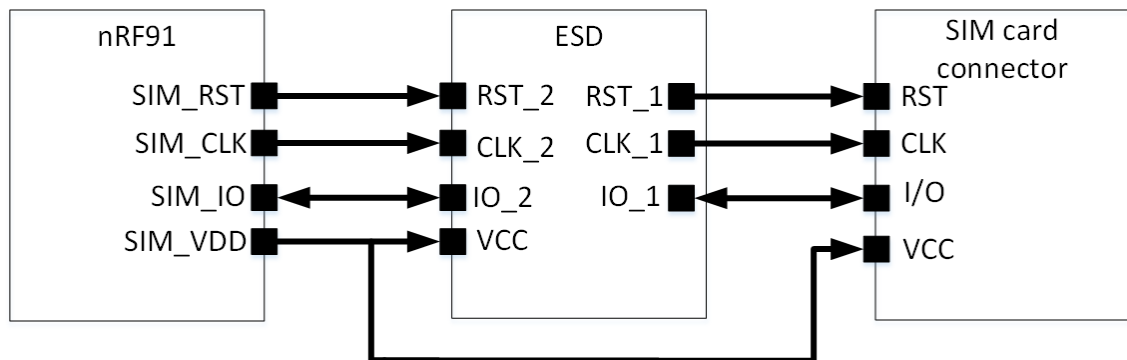 nRF91
SIM_RST
SIM_CLK
SIM_IO
SIM_VDD
ESD
RST_2
CLK_2
IO_2
VCC
RST_1
CLK_1
IO_1
SIM card
connector
RST
CLK
I/O
VCC